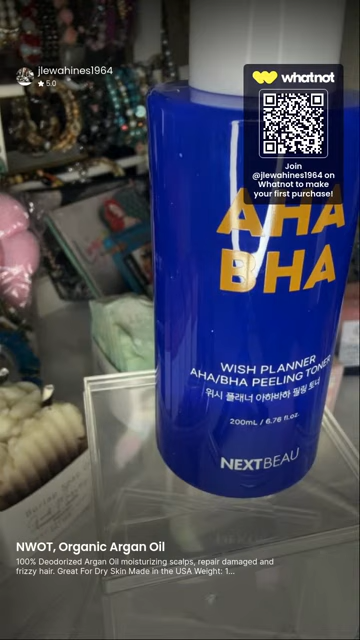 jlewahines1964
5.0
whatnot
Join
@jlewahines1964 on
Whatnot to make
your first purchase!
AHA
BHA
WISH PLANNER
AHA/BHA PEELING TONER
위시 플래너 아하바하 필링 토너
200mL / 6.76 fl.oz.
NEXTBEAU
NWOT, Organic Argan Oil
100% Deodorized Argan Oil moisturizing scalps, repair damaged and
frizzy hair. Great For Dry Skin Made in the USA Weight: 1...